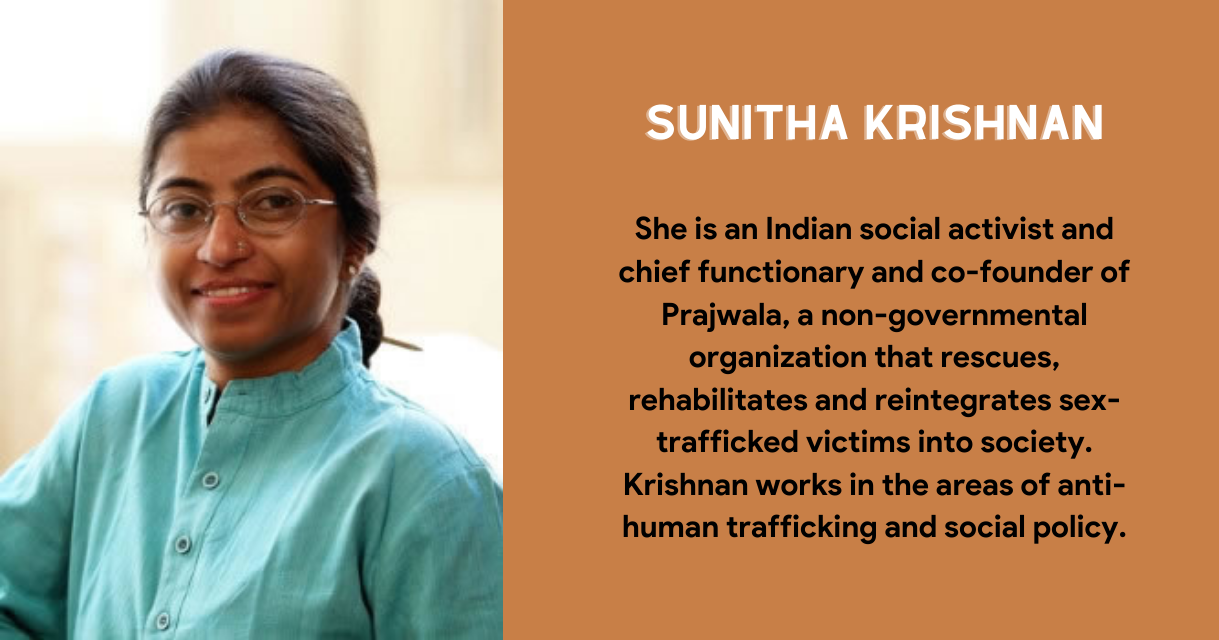 SUNITHA KRISHNAN
She is an Indian social activist and
chief functionary and co-founder of
Prajwala, a non-governmental
organization that rescues,
rehabilitates and reintegrates sex-
trafficked victims into society.
Krishnan works in the areas of anti-
human trafficking and social policy.